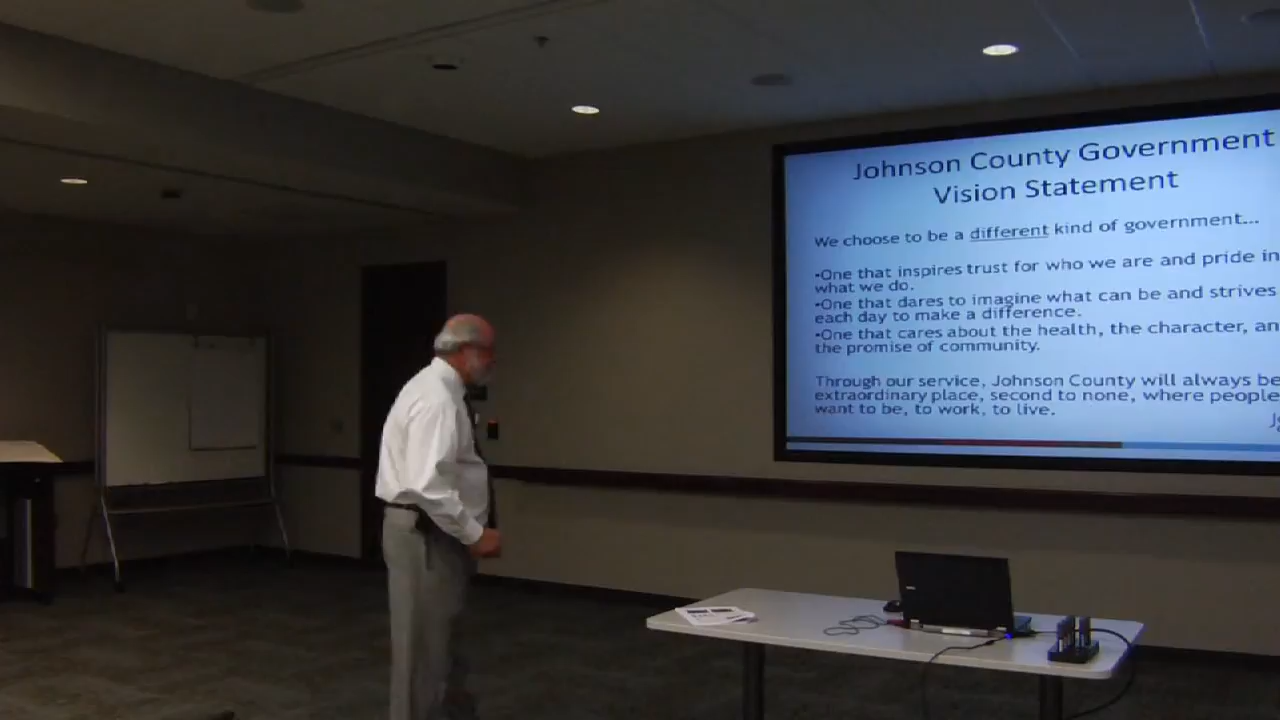 Johnson County Government
Vision Statement
We choose to be a different kind of government...
•One that inspires trust for who we are and pride in
what we do.
•One that dares to imagine what can be and strives
each day to make a difference.
•One that cares about the health, the character, an
the promise of community.
Through our service, Johnson County will always be
extraordinary place, second to none, where people
want to be, to work, to live.